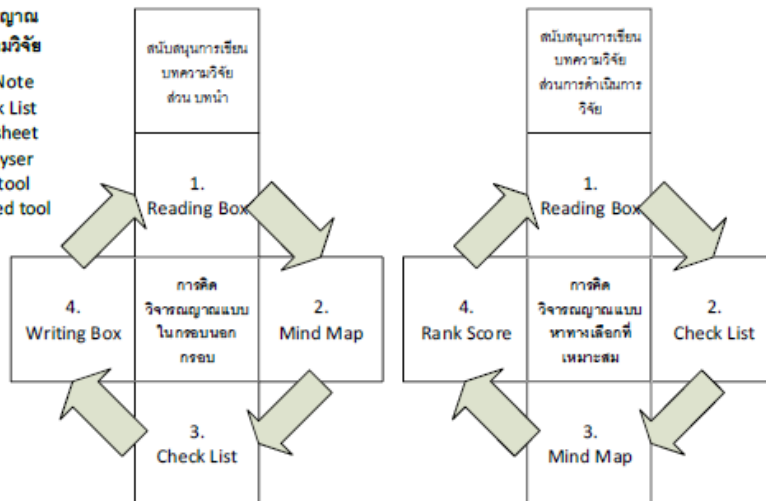 มวิจัย
Note
List
tool
สนับสนุนการเขียน
บทความวิจัย
ส่วน บทนำ
1.
Reading Box
4.
Writing Box
การคิด
วิจารณญาณแบบ
ในกรอบนอก
กรอบ
2.
Mind Map
3.
Check List
สนับสนุนการเขียน
บทความวิจัย
ส่วนการดำเนินการ
วิจัย
1.
Reading Box
4.
Rank Score
การคิด
วิจารณญาณแบบ
หาทางเลือกที่
เหมาะสม
2.
Check List
3.
Mind Map